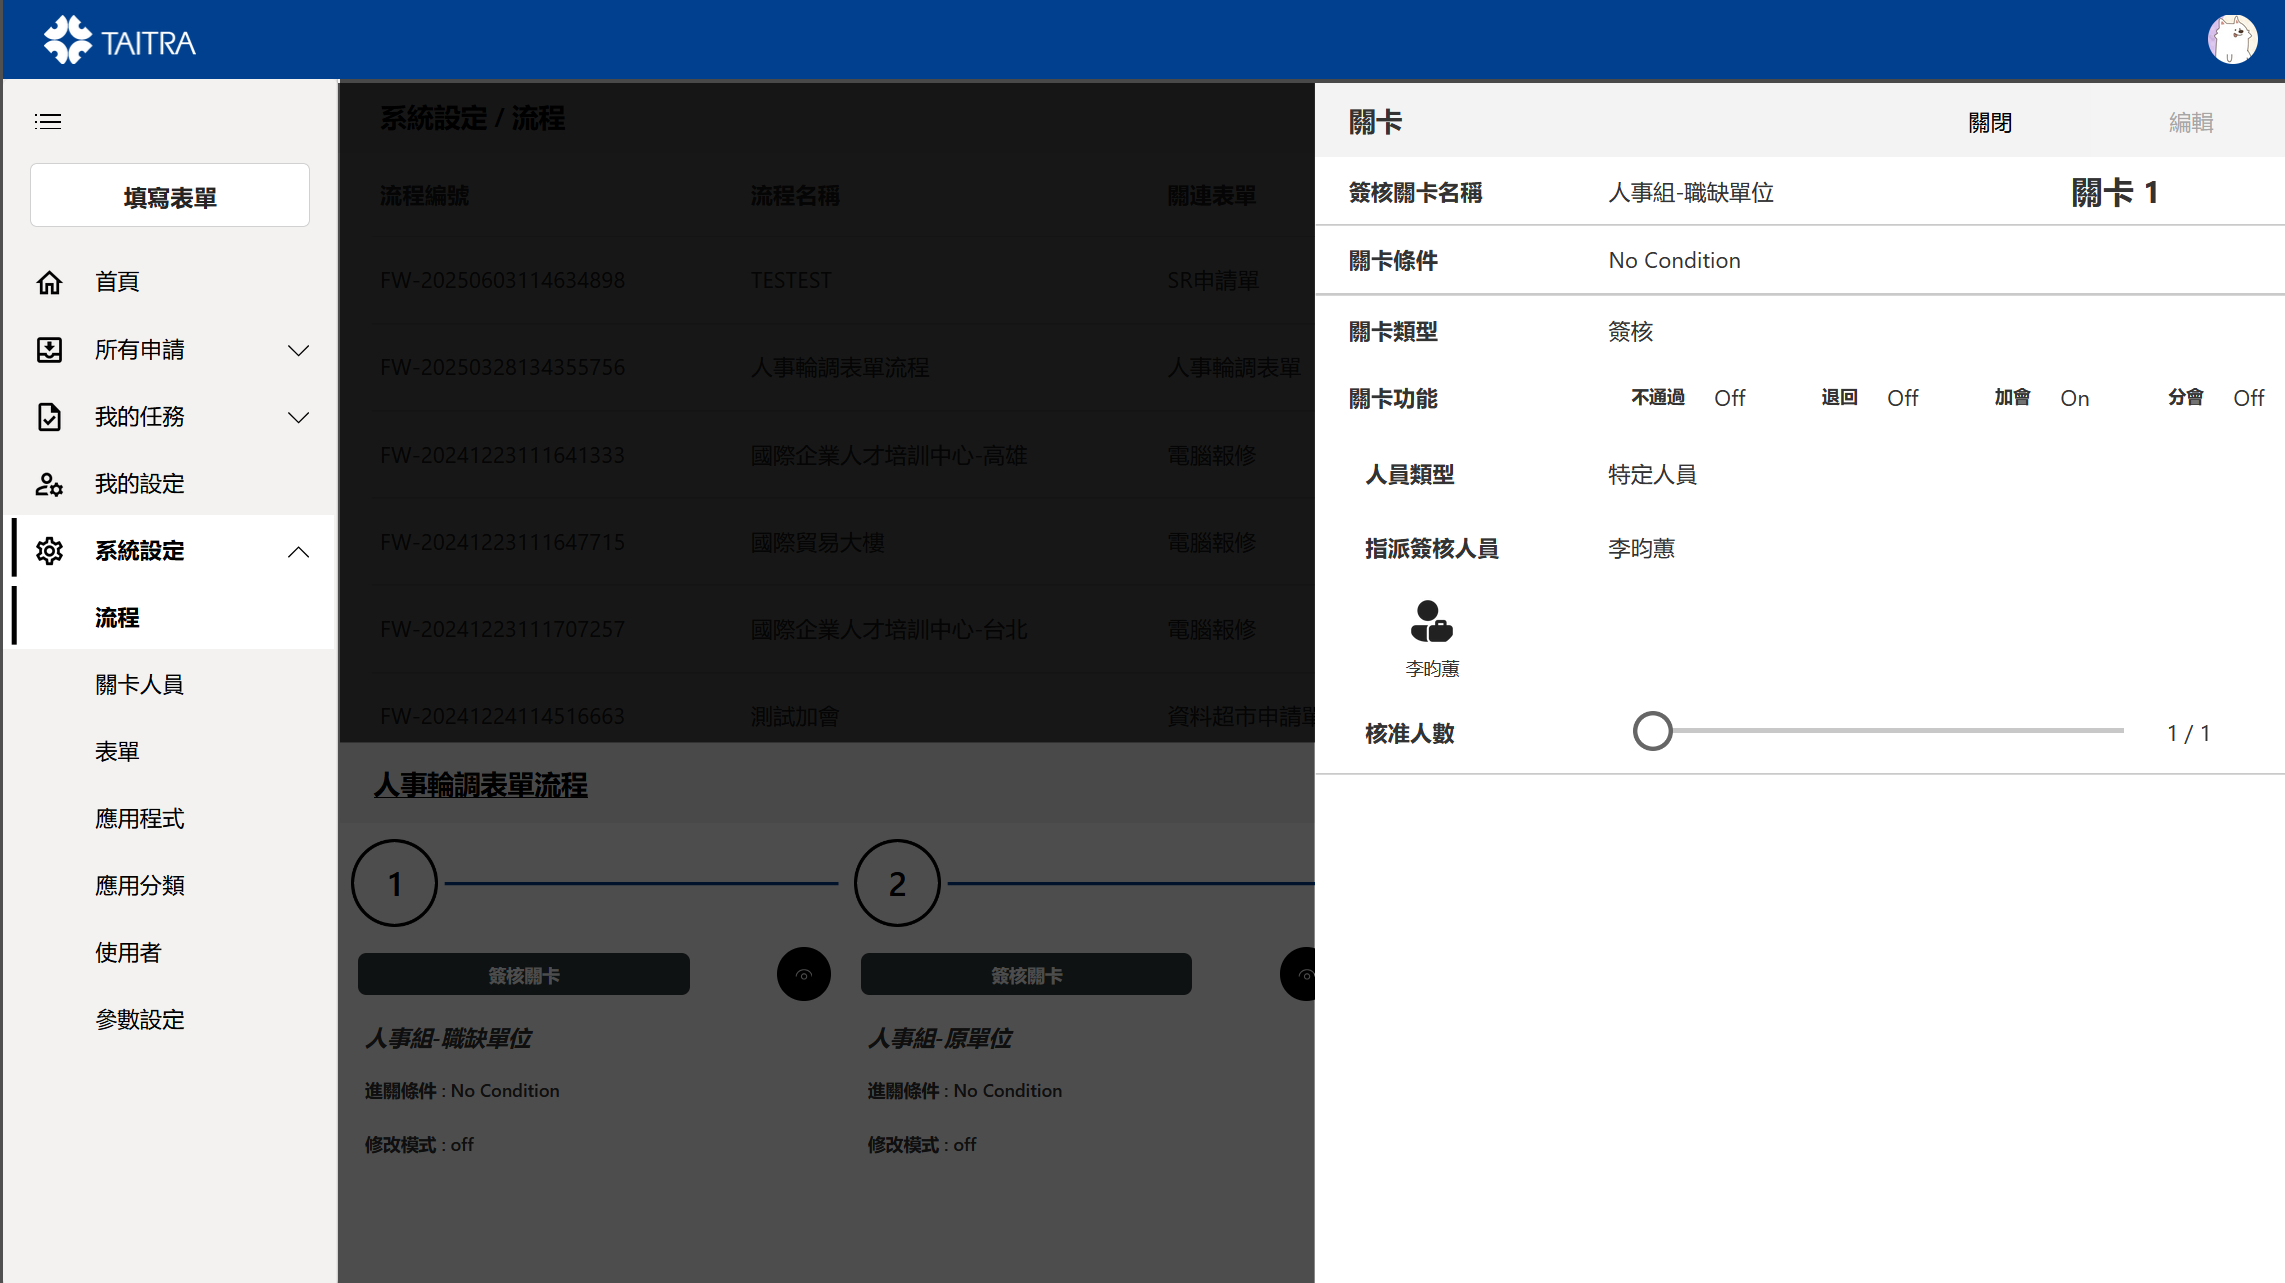 TAITRA
填寫表單
首頁
所有申請
我的任務
我的設定
系統設定
流程
關卡人員
表單
應用程式
應用分類
使用者
參數設定
系統設定 / 流程
流程編號 流程名稱 關連表單
FW-20250603114634898 TESTEST SR申請單
FW-20250328134355756 人事輪調表單流程 人事輪調表單
FW-20241223111641333 國際企業人才培訓中心-高雄 電腦報修
FW-20241223111647715 國際貿易大樓 電腦報修
FW-20241223111707257 國際企業人才培訓中心-台北 電腦報修
FW-20241224114516663 測試加會 資料超市申請單
人事輪調表單流程
1 2
簽核關卡 簽核關卡
人事組-職缺單位 人事組-原單位
進關條件 : No Condition 進關條件 : No Condition
修改模式 : off 修改模式 : off
關卡 關閉 編輯
簽核關卡名稱 人事組-職缺單位 關卡 1
關卡條件 No Condition
關卡類型 簽核
關卡功能 不通過 Off 退回 Off 加會 On 分會 Off
人員類型 特定人員
指派簽核人員 李昀蕙
李昀蕙
核准人數 1 / 1